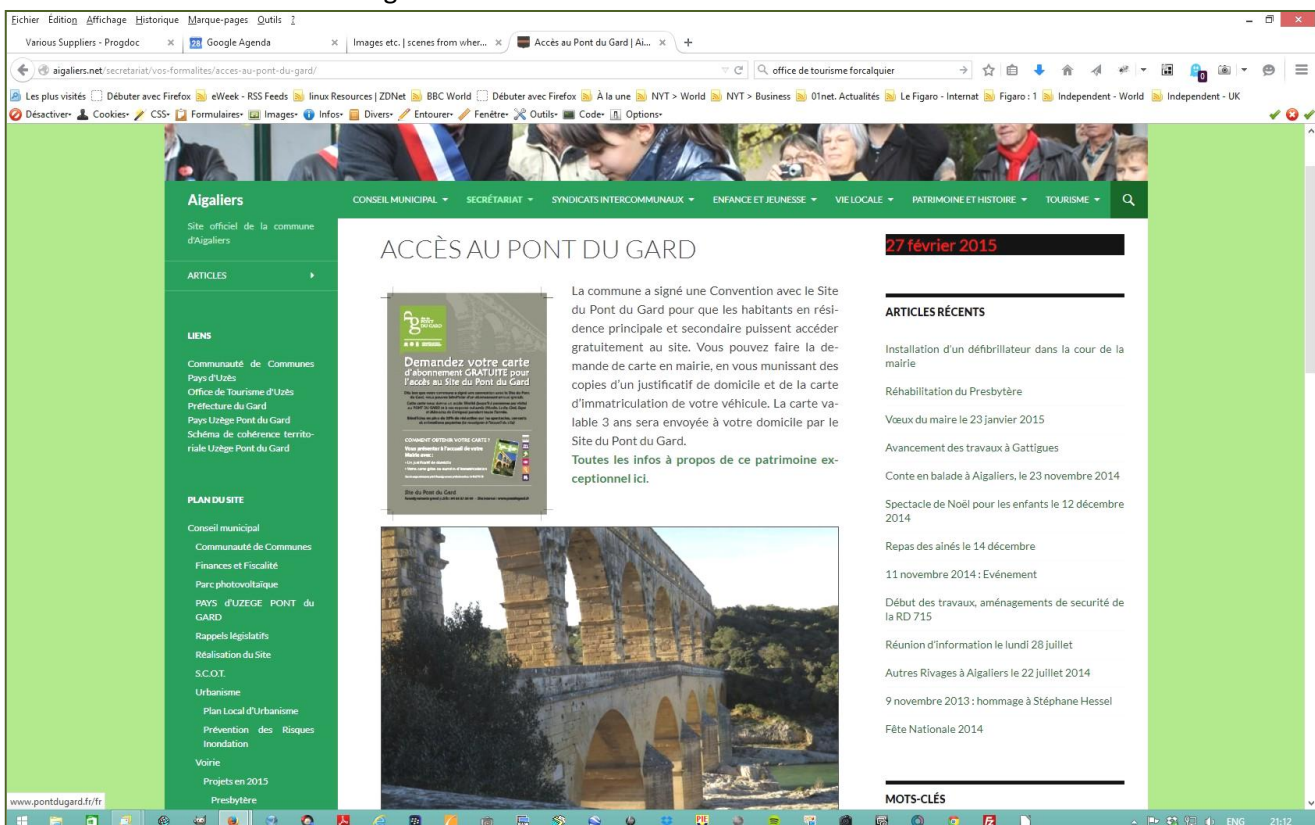 Fichier Édition Affichage Historique Marque-pages Outils ?
Various Suppliers - Progdoc
28 Google Agenda
Images etc. | scenes from wher...
Accès au Pont du Gard | Ai...
aigaliers.net/secretariat/vos-formalites/acces-au-pont-du-gard/
office de tourisme forcalquier
Les plus visités Débuter avec Firefox eWeek - RSS Feeds linux Resources | ZDNet BBC World Débuter avec Firefox À la une NYT > World NYT > Business 01net. Actualités Le Figaro - Internat Figaro : 1 Independent - World Independent - UK
Désactiver Cookies CSS Formulaires Images Infos Divers Entourer Fenêtre Outils Code Options
Aigaliers
CONSEIL MUNICIPAL SECRÉTARIAT SYNDICATS INTERCOMMUNAUX ENFANCE ET JEUNESSE VIE LOCALE PATRIMOINE ET HISTOIRE TOURISME
Site officiel de la commune
d'Aigaliers
ARTICLES
LIENS
Communauté de Communes
Pays d'Uzès
Office de Tourisme d'Uzès
Préfecture du Gard
Pays Uzège Pont du Gard
Schéma de cohérence territo-
riale Uzège Pont du Gard
PLAN DU SITE
Conseil municipal
Communauté de Communes
Finances et Fiscalité
Parc photovoltaïque
PAYS d'UZEGE PONT du
GARD
Rappels législatifs
Réalisation du Site
S.C.O.T.
Urbanisme
Plan Local d'Urbanisme
Prévention des Risques
Inondation
Voirie
Projets en 2015
Presbytère
ACCÈS AU PONT DU GARD
Demandez votre carte
d'abonnement GRATUITE pour
l'accès au Site du Pont du Gard
COMMENT OBTENIR VOTRE CARTE ?
Site du Pont du Gard
La commune a signé une Convention avec le Site
du Pont du Gard pour que les habitants en rési-
dence principale et secondaire puissent accéder
gratuitement au site. Vous pouvez faire la de-
mande de carte en mairie, en vous munissant des
copies d'un justificatif de domicile et de la carte
d'immatriculation de votre véhicule. La carte va-
lable 3 ans sera envoyée à votre domicile par le
Site du Pont du Gard.
Toutes les infos à propos de ce patrimoine ex-
ceptionnel ici.
27 février 2015
ARTICLES RÉCENTS
Installation d'un défibrillateur dans la cour de la
mairie
Réhabilitation du Presbytère
Vœux du maire le 23 janvier 2015
Avancement des travaux à Gattigues
Conte en balade à Aigaliers, le 23 novembre 2014
Spectacle de Noël pour les enfants le 12 décembre
2014
Repas des ainés le 14 décembre
11 novembre 2014 : Evénement
Début des travaux, aménagements de securité de
la RD 715
Réunion d'information le lundi 28 juillet
Autres Rivages à Aigaliers le 22 juillet 2014
9 novembre 2013 : hommage à Stéphane Hessel
Fête Nationale 2014
MOTS-CLÉS
www.pontdugard.fr/fr
PIE
ENG 21:12